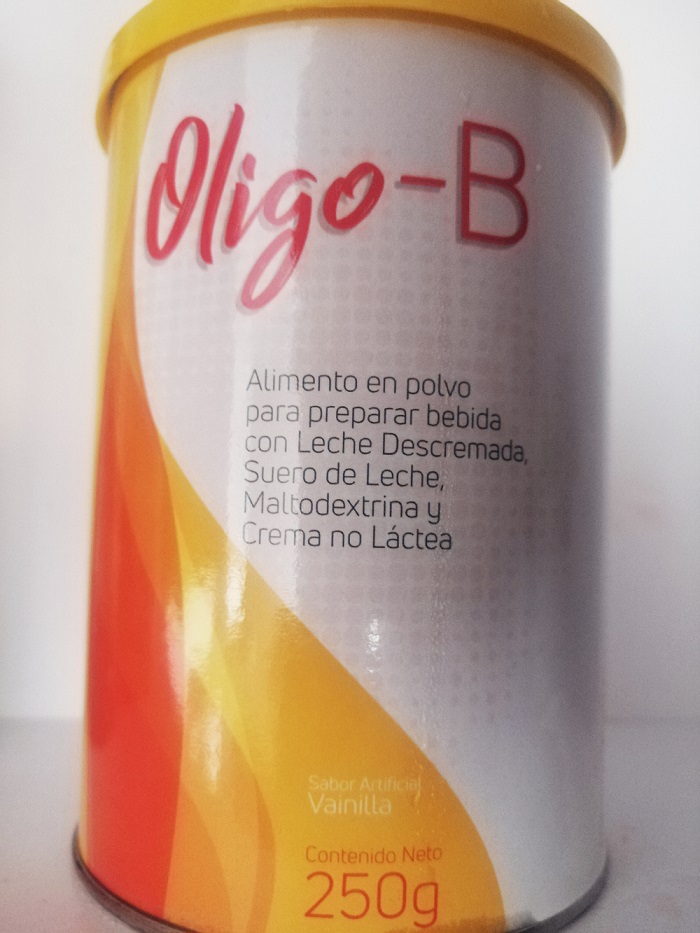 Oligo-B
Alimento en polvo
para preparar bebida
con Leche Descremada,
Suero de Leche,
Maltodextrina y
Crema no Láctea
Sabor Artificial
Vainilla
Contenido Neto
250g